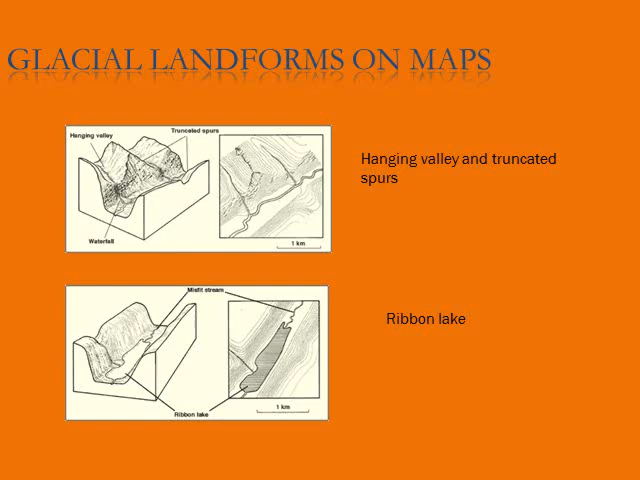 GLACIAL LANDFORMS ON MAPS
Hanging valley
Truncated spurs
Waterfall
1 km
Hanging valley and truncated
spurs
Misfit stream
Ribbon lake
1 km
Ribbon lake